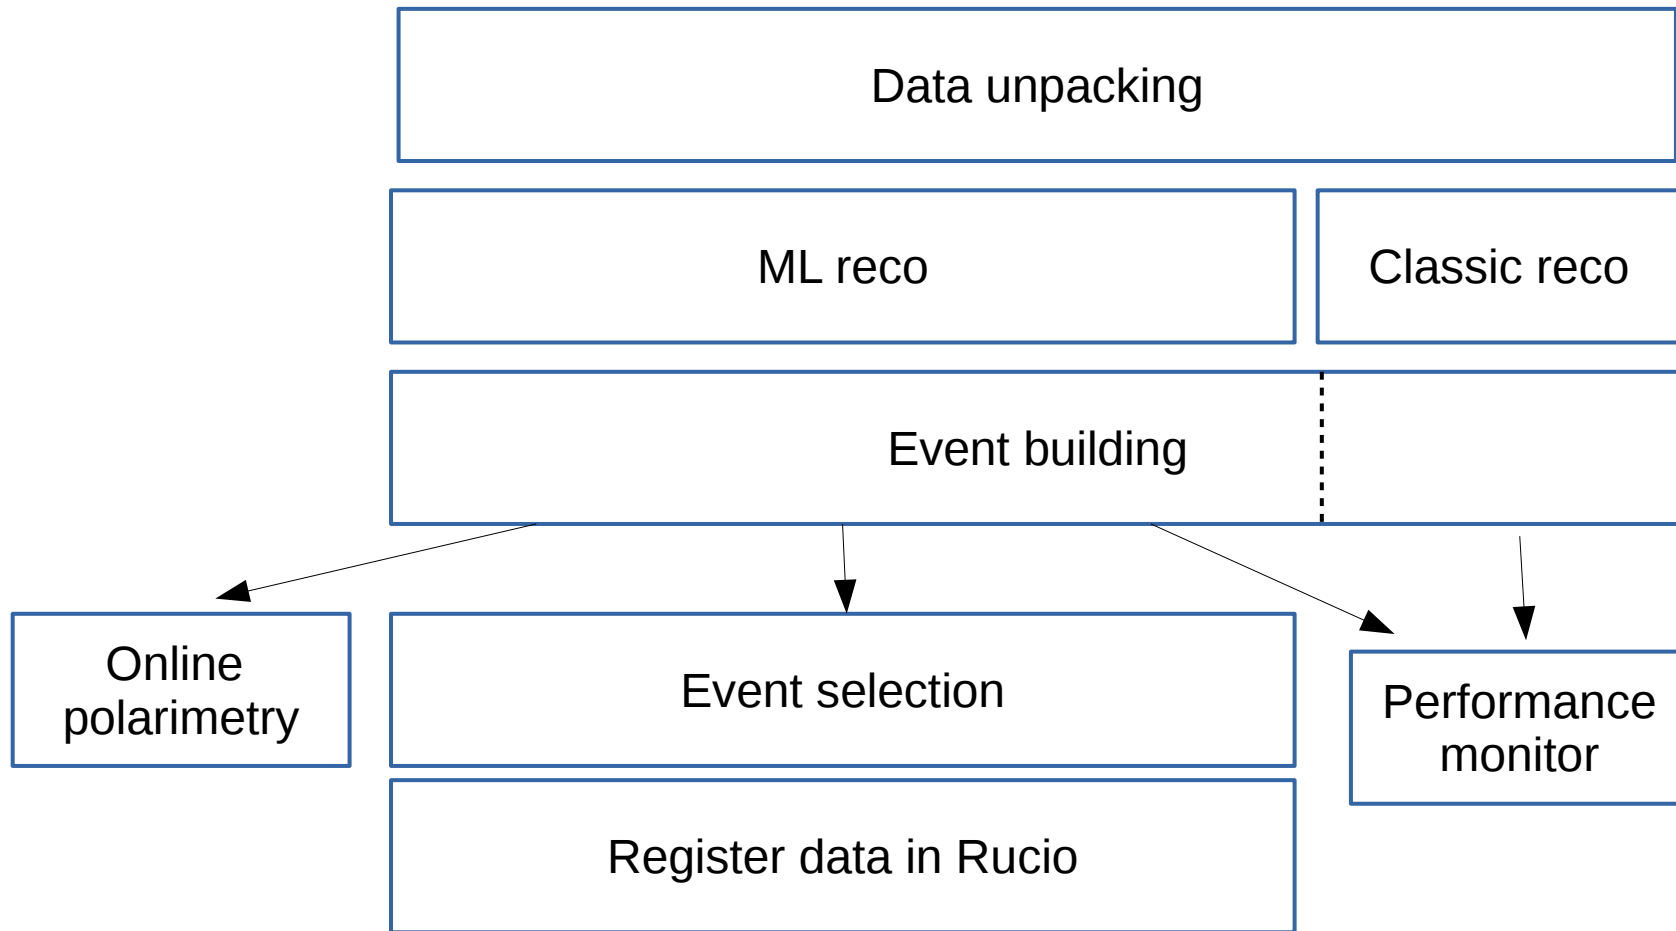 Data unpacking
ML reco
Classic reco
Event building
Online
polarimetry
Event selection
Performance
monitor
Register data in Rucio